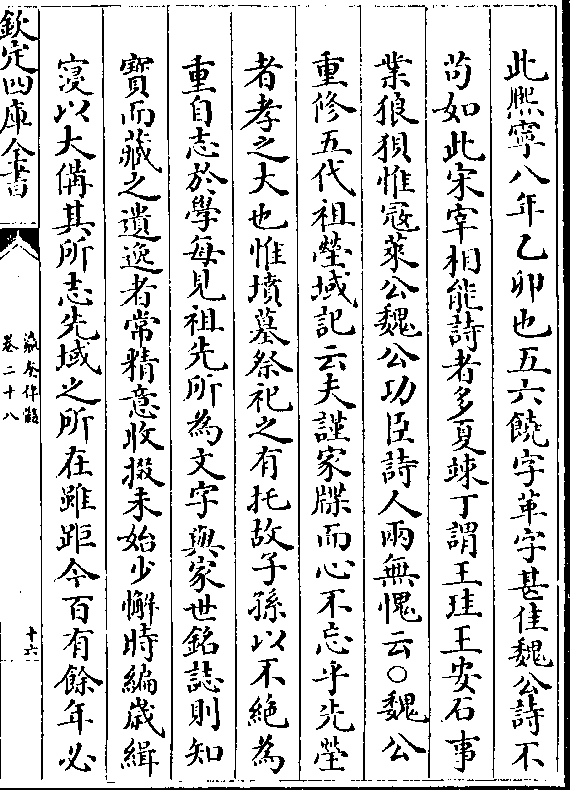 此熙寧八年乙卯也五六饒字革字甚佳魏公詩不
苟如此宋宰相能詩者多夏竦丁謂王珪王安石事
業狼狽惟冦萊公魏公功臣詩人兩無愧云○魏公
重修五代祖塋域記云夫謹家牒而心不忘乎先塋
者孝之大也惟墳墓祭祀之有托故子孫以不絶為
重自志於學每見祖先所為文字與家世銘誌則知
寶而藏之遺逸者常精意收掇未始少懈時編歲緝
寖以大備其所志先域之所在雖距今百有餘年必
欽定四庫全書
瀛奎律髓
卷二十八
十六